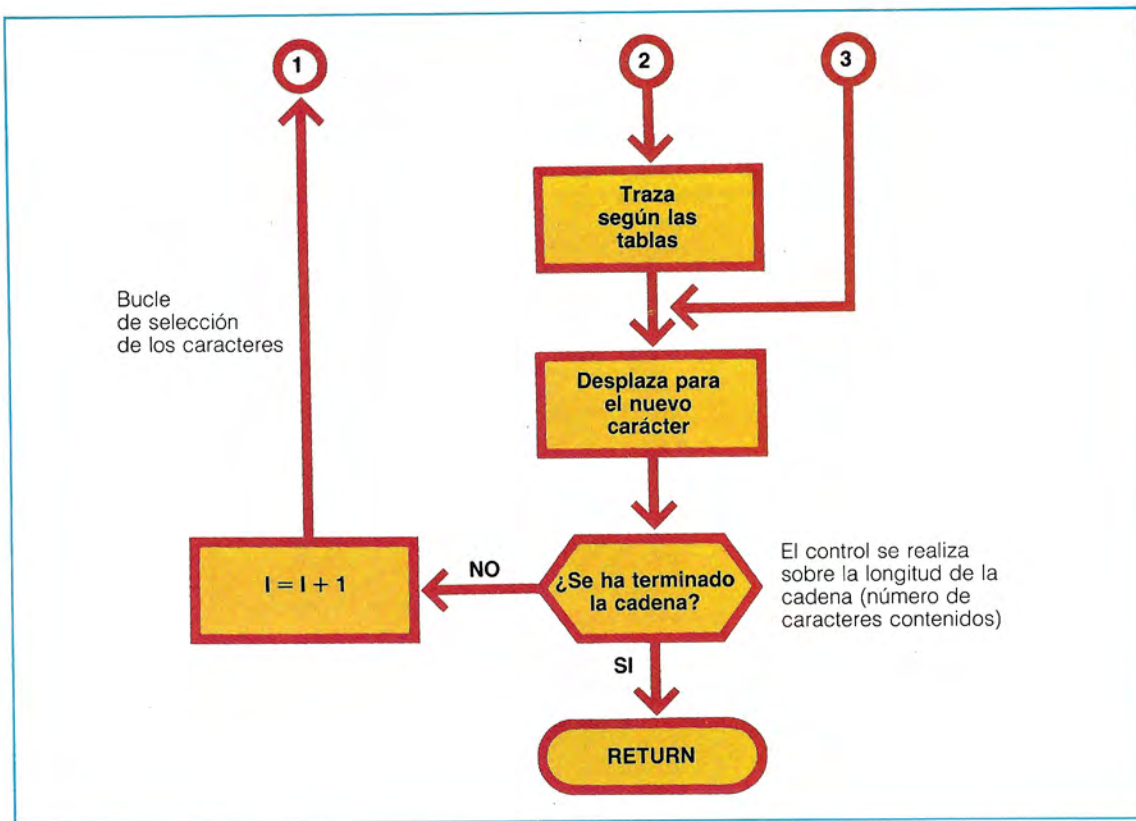 1
2
3
Traza
según las
tablas
Bucle
de selección
de los caracteres
Desplaza para
el nuevo
carácter
I = I + 1
NO
¿Se ha terminado
la cadena?
El control se realiza
sobre la longitud de la
cadena (número de
caracteres contenidos)
SI
RETURN